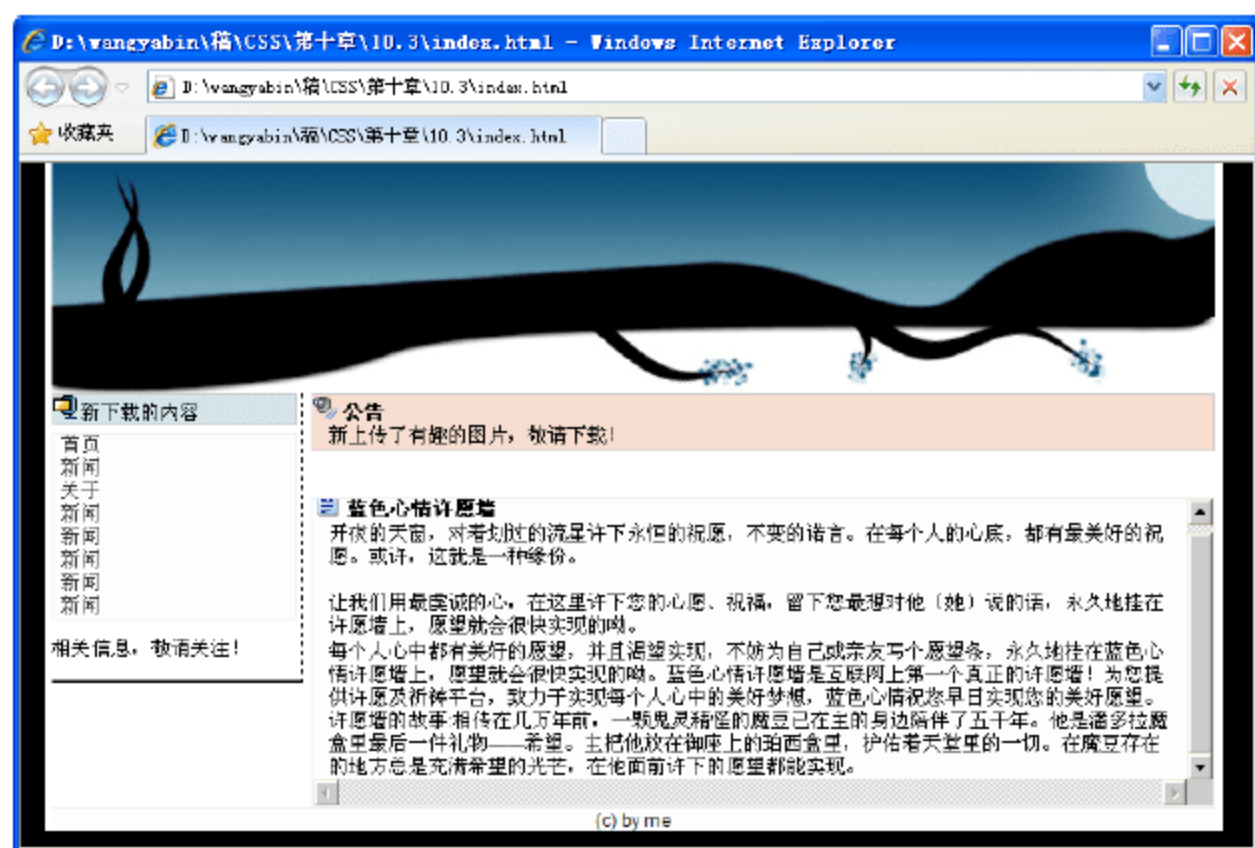 D:\wangyabin\稿\CSS\第十章\10.3\index.html - Windows Internet Explorer
D:\wangyabin\稿\CSS\第十章\10.3\index.html
收藏夹
D:\wangyabin\稿\CSS\第十章\10.3\index.html
新下载的内容
首页
新闻
关于
新闻
新闻
新闻
新闻
新闻
相关信息，敬请关注！
公告
新上传了有趣的图片，敬请下载！
蓝色心情许愿墙
开夜的天窗，对着划过的流星许下永恒的祝愿，不变的诺言。在每个人的心底，都有最美好的祝
愿。或许，这就是一种缘份。
让我们用最虔诚的心，在这里许下您的心愿、祝福，留下您最想对他（她）说的话，永久地挂在
许愿墙上，愿望就会很快实现的呦。
每个人心中都有美好的愿望，并且渴望实现，不妨为自己或亲友写个愿望条，永久地挂在蓝色心
情许愿墙上，愿望就会很快实现的呦。蓝色心情许愿墙是互联网上第一个真正的许愿墙！为您提
供许愿及祈祷平台，致力于实现每个人心中的美好梦想，蓝色心情祝您早日实现您的美好愿望。
许愿墙的故事·相传在几万年前，一颗鬼灵精怪的魔豆已在主的身边陪伴了五千年。他是潘多拉魔
盒里最后一件礼物——希望。主把他放在御座上的珀西盒里，护佑着天堂里的一切。在魔豆存在
的地方总是充满希望的光芒，在他面前许下的愿望都能实现。
(c) by me